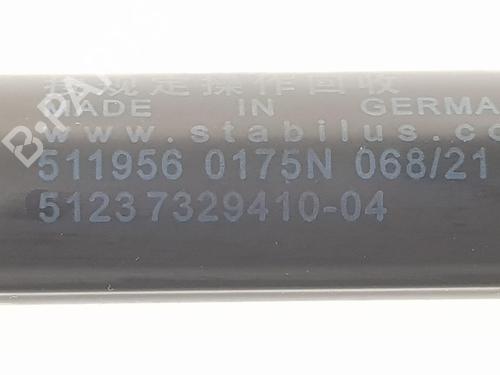 按规定操作回收
MADE IN GERMA
www.stabilus.co
511956 0175N 068/21
51237329410-04
B-PARTS